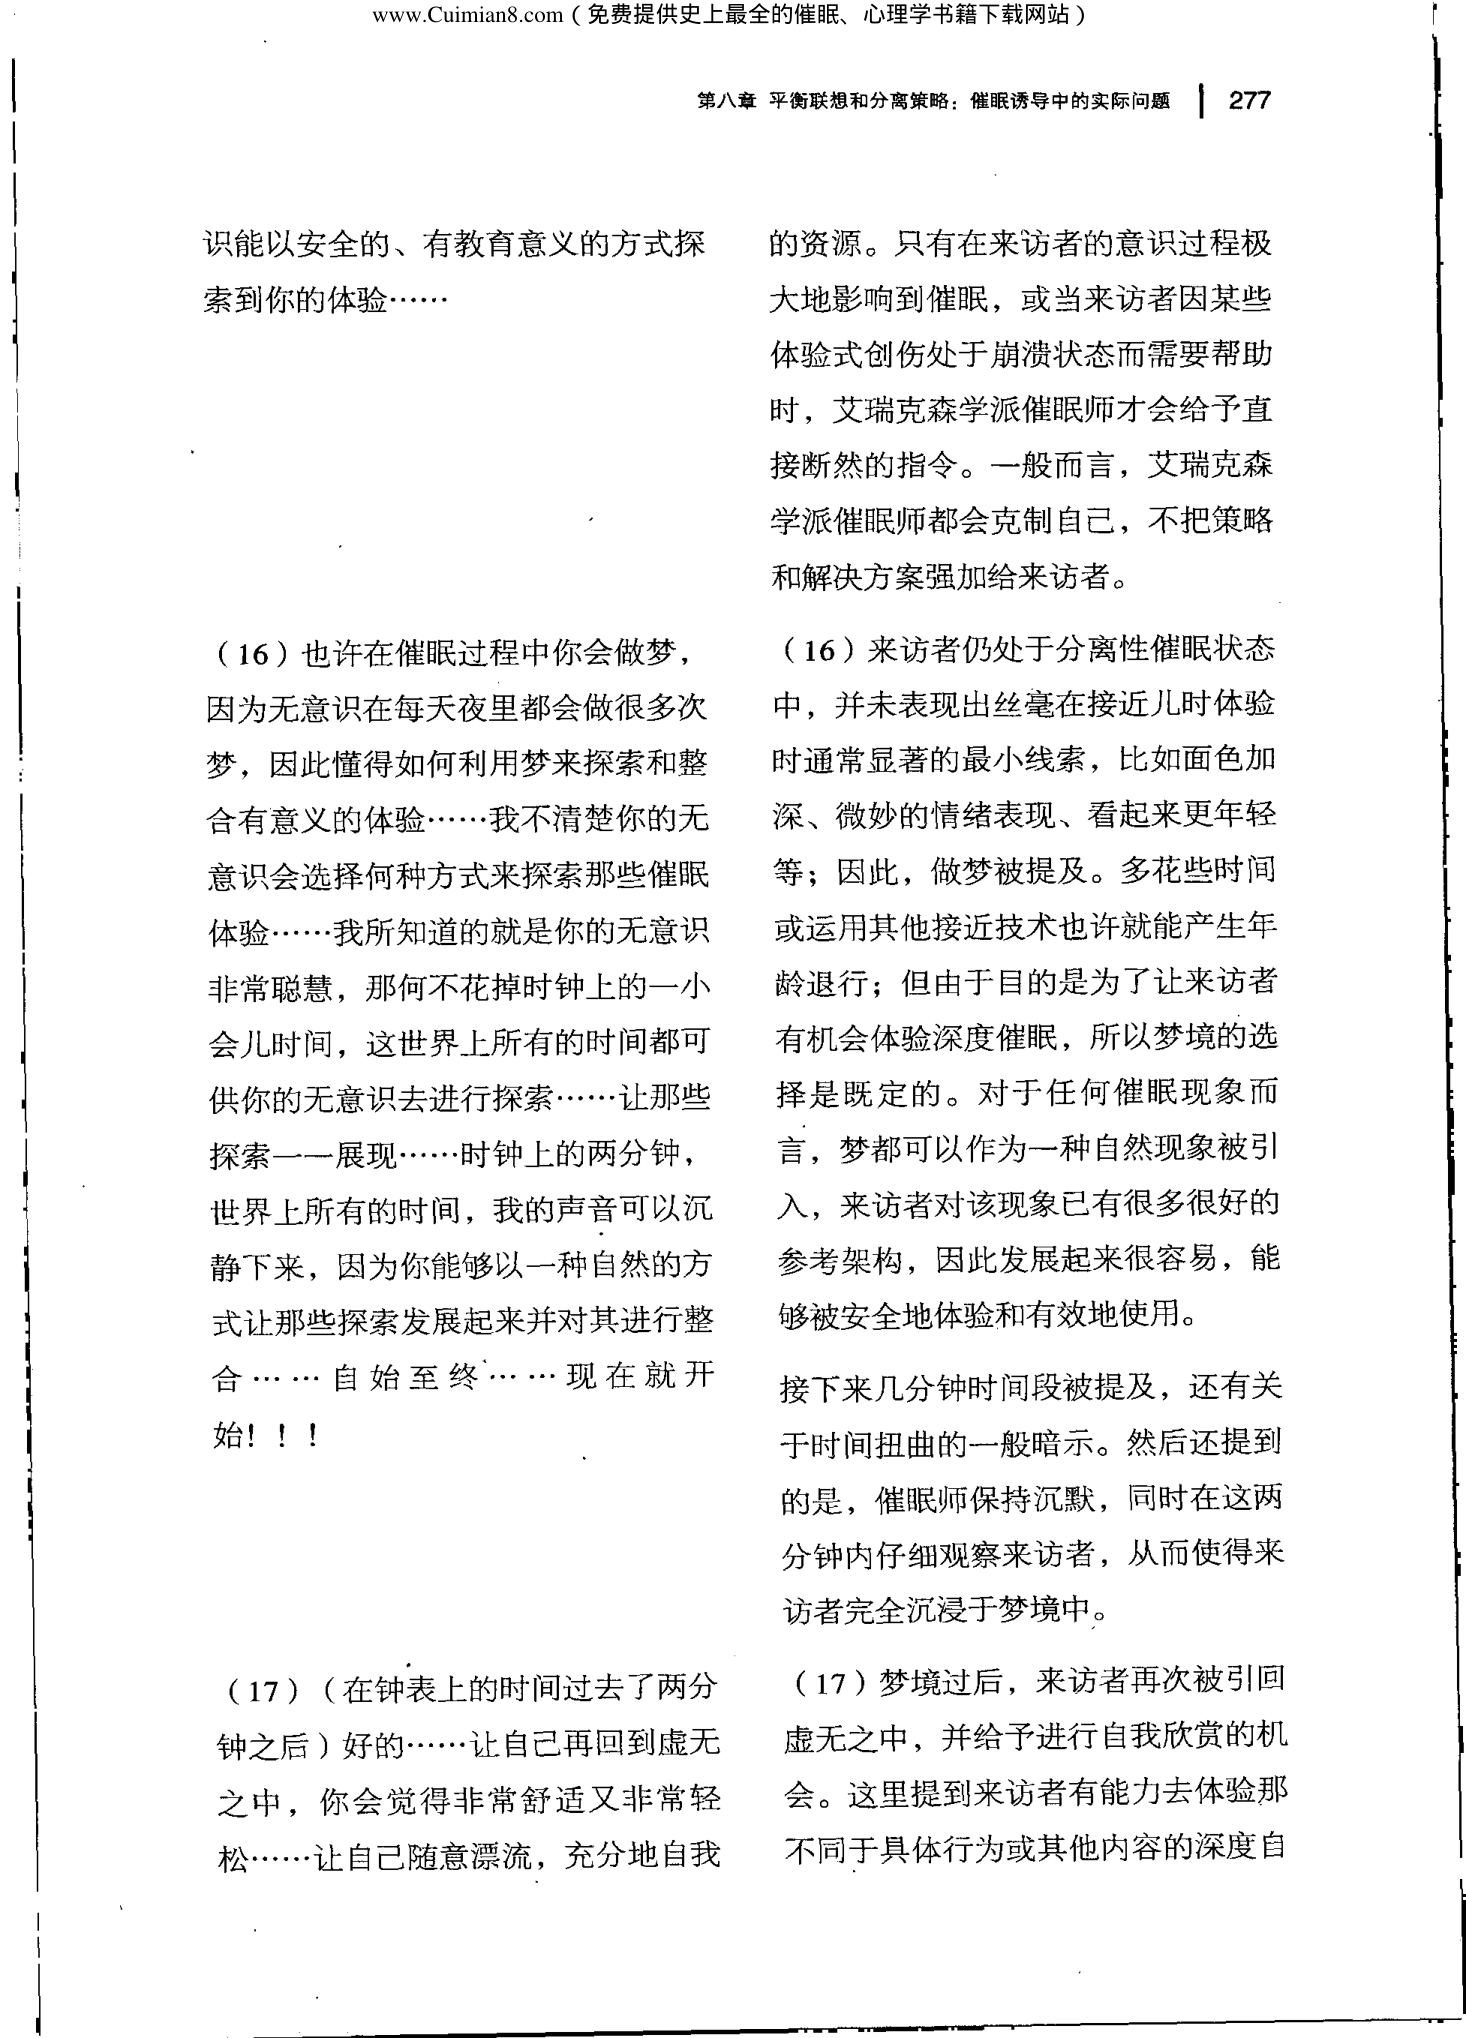 www.Cuimian8.com（免费提供史上最全的催眠、心理学书籍下载网站）
第八章 平衡联想和分离策略：催眠诱导中的实际问题 277
识能以安全的、有教育意义的方式探
索到你的体验……
的资源。只有在来访者的意识过程极
大地影响到催眠，或当来访者因某些
体验式创伤处于崩溃状态而需要帮助
时，艾瑞克森学派催眠师才会给予直
接断然的指令。一般而言，艾瑞克森
学派催眠师都会克制自己，不把策略
和解决方案强加给来访者。
（16）也许在催眠过程中你会做梦，
因为无意识在每天夜里都会做很多次
梦，因此懂得如何利用梦来探索和整
合有意义的体验……我不清楚你的无
意识会选择何种方式来探索那些催眠
体验……我所知道的就是你的无意识
非常聪慧，那何不花掉时钟上的一小
会儿时间，这世界上所有的时间都可
供你的无意识去进行探索……让那些
探索一一展现……时钟上的两分钟，
世界上所有的时间，我的声音可以沉
静下来，因为你能够以一种自然的方
式让那些探索发展起来并对其进行整
合……自始至终……现在就开
始！！！
（16）来访者仍处于分离性催眠状态
中，并未表现出丝毫在接近儿时体验
时通常显著的最小线索，比如面色加
深、微妙的情绪表现、看起来更年轻
等；因此，做梦被提及。多花些时间
或运用其他接近技术也许就能产生年
龄退行；但由于目的是为了让来访者
有机会体验深度催眠，所以梦境的选
择是既定的。对于任何催眠现象而
言，梦都可以作为一种自然现象被引
入，来访者对该现象已有很多很好的
参考架构，因此发展起来很容易，能
够被安全地体验和有效地使用。
接下来几分钟时间段被提及，还有关
于时间扭曲的一般暗示。然后还提到
的是，催眠师保持沉默，同时在这两
分钟内仔细观察来访者，从而使得来
访者完全沉浸于梦境中。
（17）（在钟表上的时间过去了两分
钟之后）好的……让自己再回到虚无
之中，你会觉得非常舒适又非常轻
松……让自己随意漂流，充分地自我
（17）梦境过后，来访者再次被引回
虚无之中，并给予进行自我欣赏的机
会。这里提到来访者有能力去体验那
不同于具体行为或其他内容的深度自